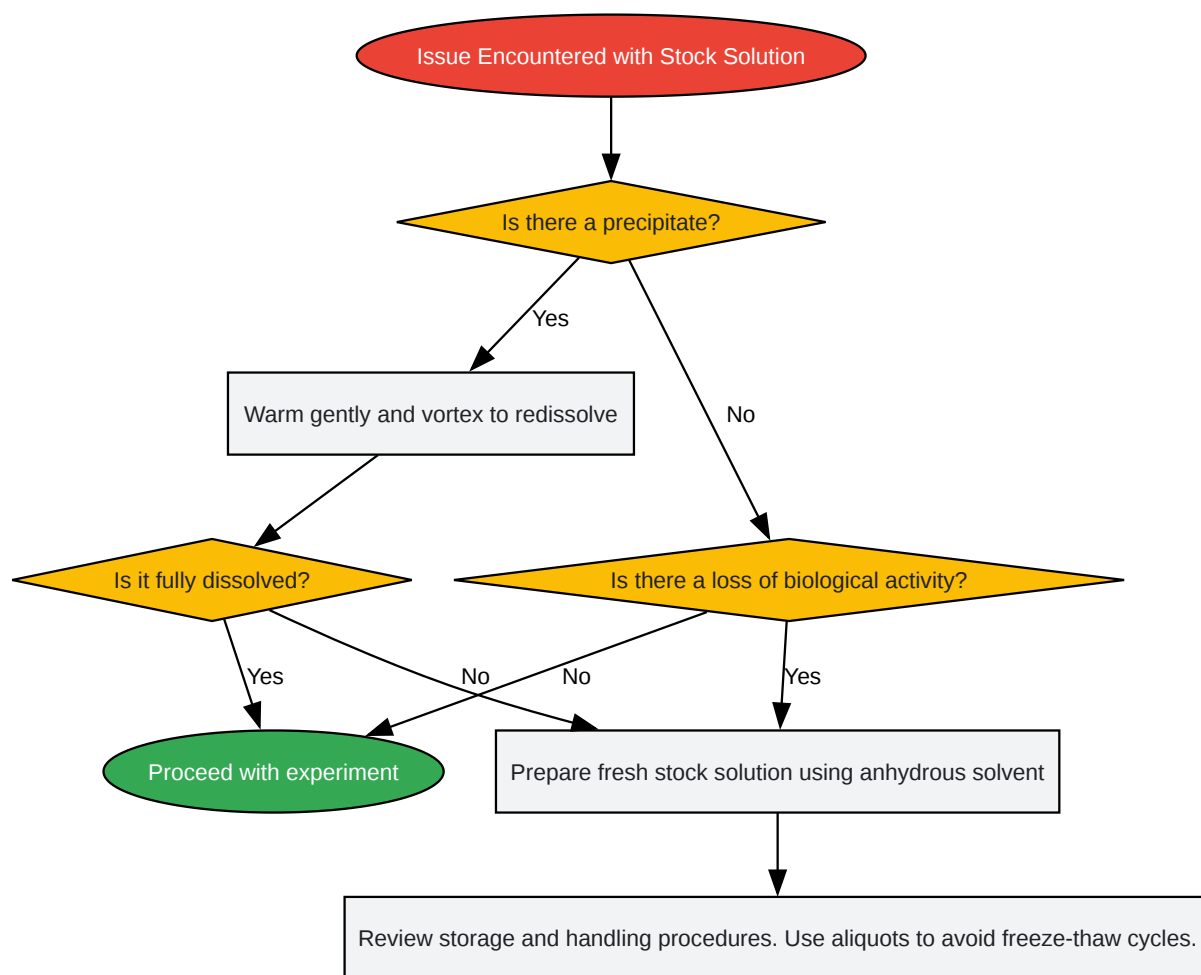 Issue Encountered with Stock Solution
Is there a precipitate?
Yes
Warm gently and vortex to redissolve
No
Is it fully dissolved?
Is there a loss of biological activity?
Yes
No
No
Yes
Proceed with experiment
Prepare fresh stock solution using anhydrous solvent
Review storage and handling procedures. Use aliquots to avoid freeze-thaw cycles.